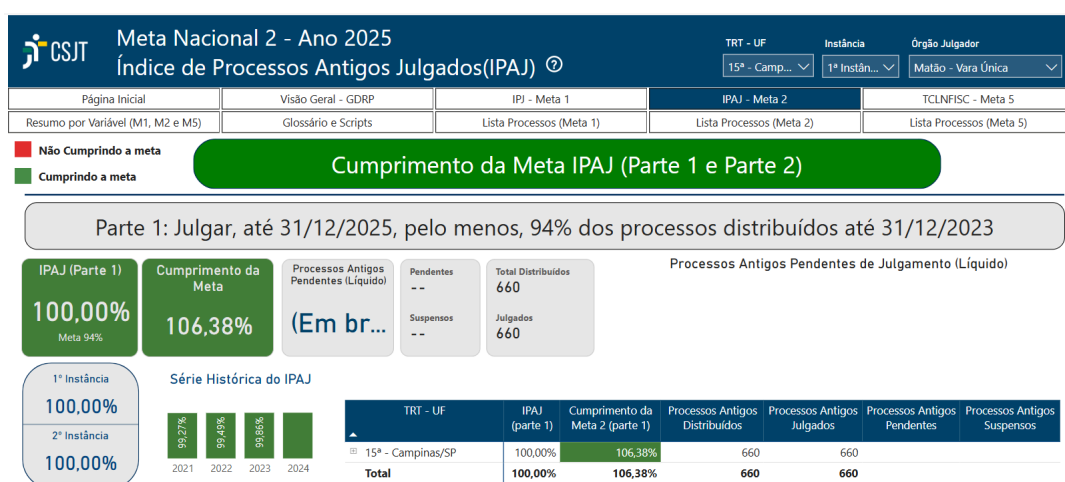 CSJT
Meta Nacional 2 - Ano 2025
Índice de Processos Antigos Julgados(IPAJ)
TRT - UF
Instância
Órgão Julgador
15ª - Camp...
1ª Instân...
Matão - Vara Única
Página Inicial
Visão Geral - GDRP
IPJ - Meta 1
IPAJ - Meta 2
TCLNFISC - Meta 5
Resumo por Variável (M1, M2 e M5)
Glossário e Scripts
Lista Processos (Meta 1)
Lista Processos (Meta 2)
Lista Processos (Meta 5)
Não Cumprindo a meta
Cumprindo a meta
Cumprimento da Meta IPAJ (Parte 1 e Parte 2)
Parte 1: Julgar, até 31/12/2025, pelo menos, 94% dos processos distribuídos até 31/12/2023
IPAJ (Parte 1)
100,00%
Meta 94%
Cumprimento da
Meta
106,38%
Processos Antigos
Pendentes (Líquido)
(Em br...
Pendentes
--
Suspensos
--
Total Distribuídos
660
Julgados
660
Processos Antigos Pendentes de Julgamento (Líquido)
1ª Instância
100,00%
2ª Instância
100,00%
Série Histórica do IPAJ
99,27%
99,49%
99,86%
2021 2022 2023 2024
TRT - UF
IPAJ
(parte 1)
Cumprimento da
Meta 2 (parte 1)
Processos Antigos
Distribuídos
Processos Antigos
Julgados
Processos Antigos
Pendentes
Processos Antigos
Suspensos
15ª - Campinas/SP 100,00% 106,38% 660 660
Total 100,00% 106,38% 660 660